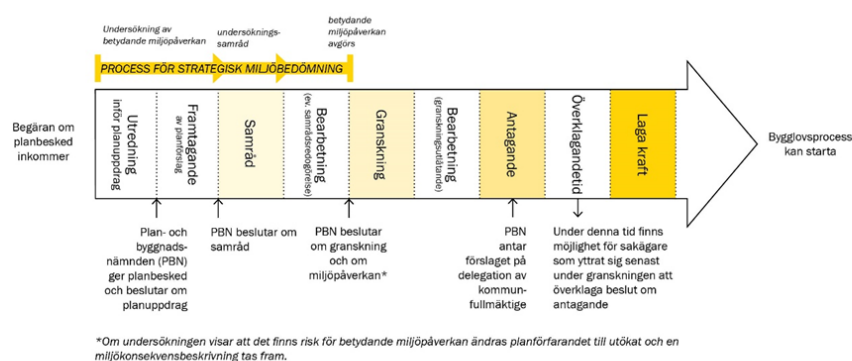 Undersökning av
betydande miljöpåverkan
undersöknings-
samråd
betydande
miljöpåverkan
avgörs
PROCESS FÖR STRATEGISK MILJÖBEDÖMNING
Begäran om
planbesked
inkommer
Utredning
inför planuppdrag
Framtagande
av planförslag
Samråd
Bearbetning
(ev. samrådsredogörelse)
Granskning
Bearbetning
(granskningsutlåtande)
Antagande
Överklagandetid
Laga kraft
Bygglovsprocess
kan starta
Plan- och
byggnads-
nämnden (PBN)
ger planbesked
och beslutar om
planuppdrag
PBN beslutar om
samråd
PBN beslutar
om granskning
och om
miljöpåverkan*
PBN
antar
förslaget på
delegation av
kommun-
fullmäktige
Under denna tid finns
möjlighet för sakägare
som yttrat sig senast
under granskningen att
överklaga beslut om
antagande
*Om undersökningen visar att det finns risk för betydande miljöpåverkan ändras planförfarandet till utökat och en
miljökonsekvensbeskrivning tas fram.